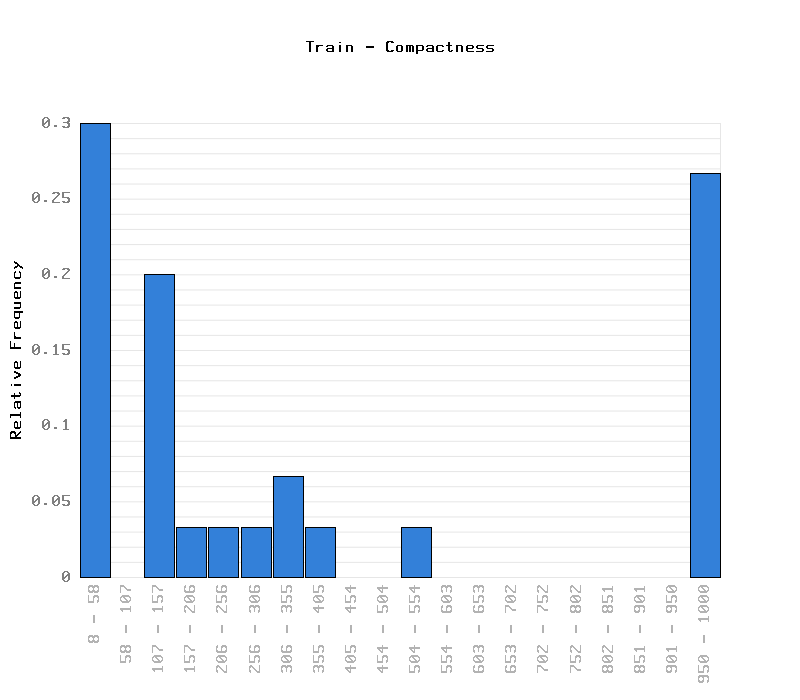 Train - Compactness
Relative Frequency
0.3
0.25
0.2
0.15
0.1
0.05
0
8 - 58
58 - 107
107 - 157
157 - 206
206 - 256
256 - 306
306 - 355
355 - 405
405 - 454
454 - 504
504 - 554
554 - 603
603 - 653
653 - 702
702 - 752
752 - 802
802 - 851
851 - 901
901 - 950
950 - 1000